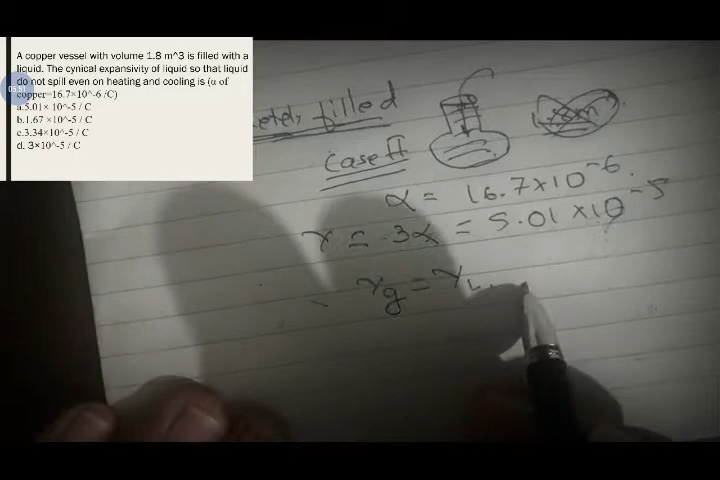 A copper vessel with volume 1.8 m^3 is filled with a
liquid. The cynical expansivity of liquid so that liquid
do not spill even on heating and cooling is (α of
copper=16.7×10^-6 /C)
a.5.01× 10^-5 / C
b.1.67 ×10^-5 / C
c.3.34×10^-5 / C
d. 3×10^-5 / C
05:51
filled
Case II
α = 16.7×10^-6.
γ = 3α = 5.01 ×10^-5
γg = γL